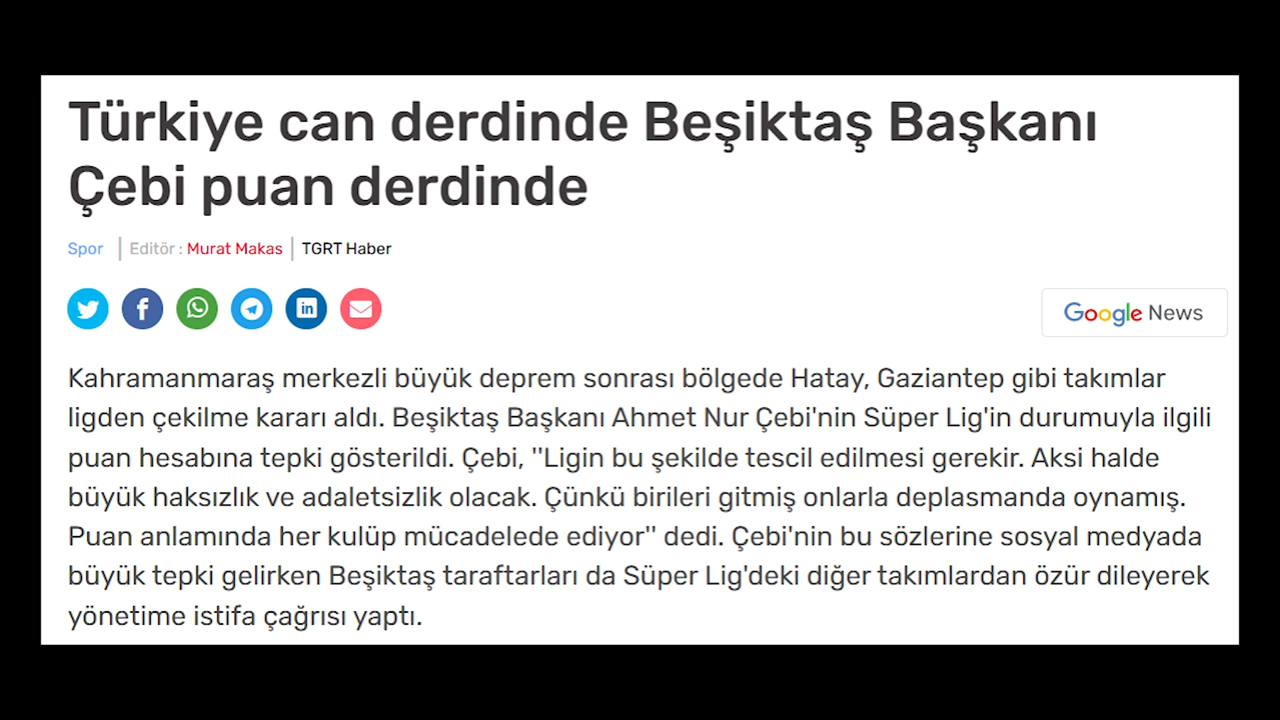 Türkiye can derdinde Beşiktaş Başkanı
Çebi puan derdinde
Spor | Editör : Murat Makas | TGRT Haber
Google News
Kahramanmaraş merkezli büyük deprem sonrası bölgede Hatay, Gaziantep gibi takımlar
ligden çekilme kararı aldı. Beşiktaş Başkanı Ahmet Nur Çebi'nin Süper Lig'in durumuyla ilgili
puan hesabına tepki gösterildi. Çebi, ''Ligin bu şekilde tescil edilmesi gerekir. Aksi halde
büyük haksızlık ve adaletsizlik olacak. Çünkü birileri gitmiş onlarla deplasmanda oynamış.
Puan anlamında her kulüp mücadelede ediyor'' dedi. Çebi'nin bu sözlerine sosyal medyada
büyük tepki gelirken Beşiktaş taraftarları da Süper Lig'deki diğer takımlardan özür dileyerek
yönetime istifa çağrısı yaptı.